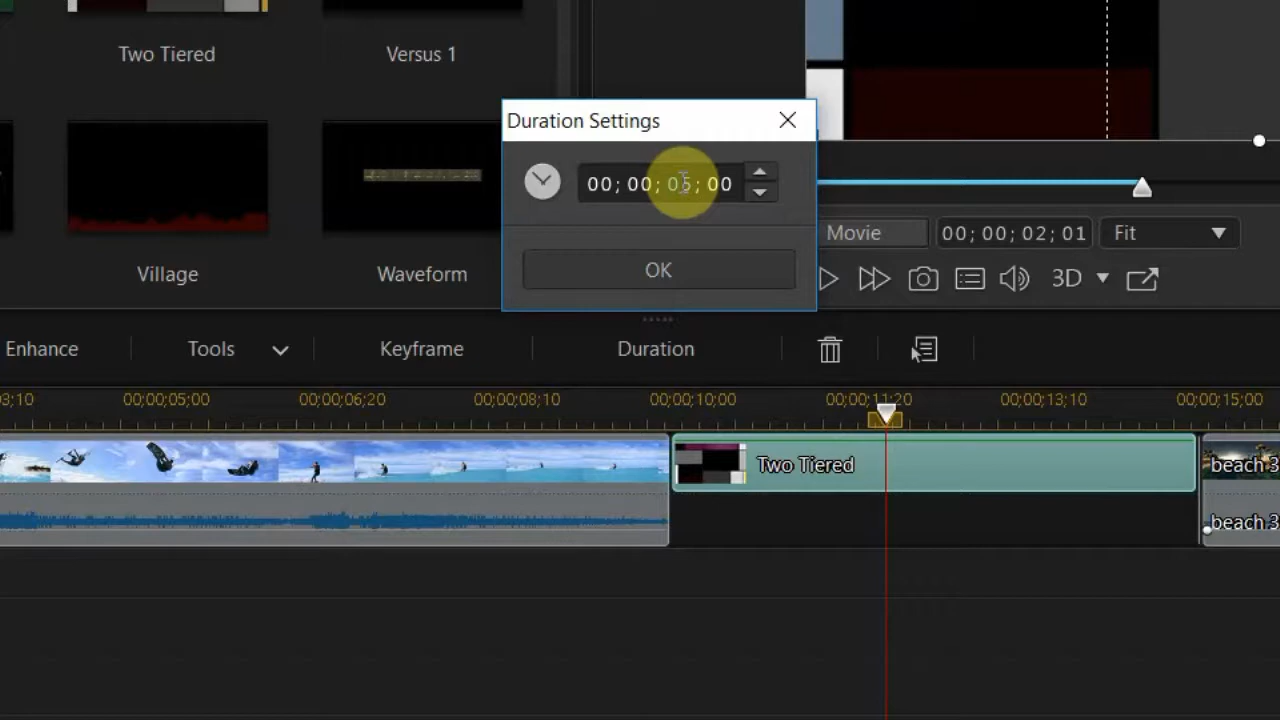 Two Tiered
Versus 1
Duration Settings
00; 00; 05; 00
OK
Village
Waveform
Movie
00; 00; 02; 01
Fit
3D
Enhance
Tools
Keyframe
Duration
03;10
00;00;05;00
00;00;06;20
00;00;08;10
00;00;10;00
00;00;11;20
00;00;13;10
00;00;15;00
Two Tiered
beach 3
beach 3